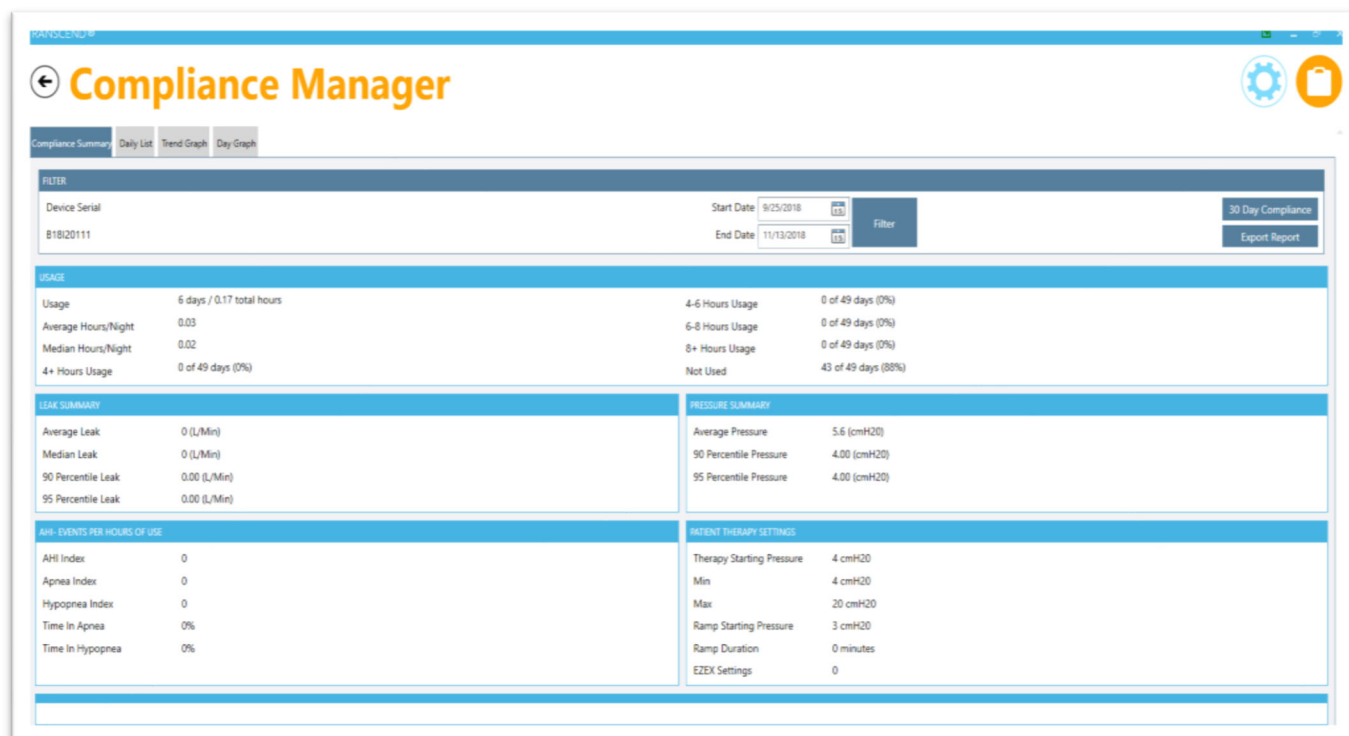 RANSCEND®
Compliance Manager
Compliance Summary Daily List Trend Graph Day Graph
FILTER
Device Serial Start Date 9/25/2018 15 Filter 30 Day Compliance
B18I20111 End Date 11/13/2018 15 Export Report
USAGE
Usage 6 days / 0.17 total hours 4-6 Hours Usage 0 of 49 days (0%)
Average Hours/Night 0.03 6-8 Hours Usage 0 of 49 days (0%)
Median Hours/Night 0.02 8+ Hours Usage 0 of 49 days (0%)
4+ Hours Usage 0 of 49 days (0%) Not Used 43 of 49 days (88%)
LEAK SUMMARY PRESSURE SUMMARY
Average Leak 0 (L/Min) Average Pressure 5.6 (cmH20)
Median Leak 0 (L/Min) 90 Percentile Pressure 4.00 (cmH20)
90 Percentile Leak 0.00 (L/Min) 95 Percentile Pressure 4.00 (cmH20)
95 Percentile Leak 0.00 (L/Min)
AHI- EVENTS PER HOURS OF USE PATIENT THERAPY SETTINGS
AHI Index 0 Therapy Starting Pressure 4 cmH20
Apnea Index 0 Min 4 cmH20
Hypopnea Index 0 Max 20 cmH20
Time In Apnea 0% Ramp Starting Pressure 3 cmH20
Time In Hypopnea 0% Ramp Duration 0 minutes
EZEX Settings 0